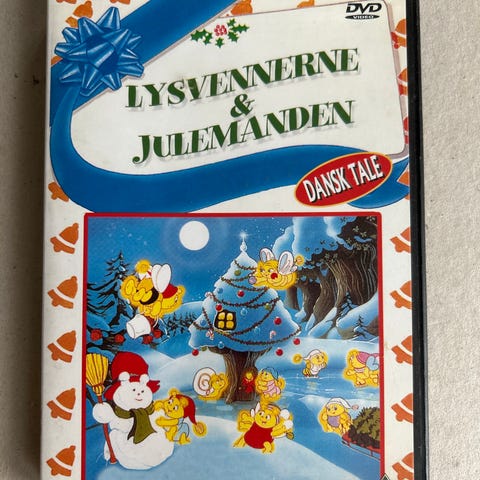 DVD
VIDEO
LYSVENNERNE
&
JULEMANDEN
DANSK TALE